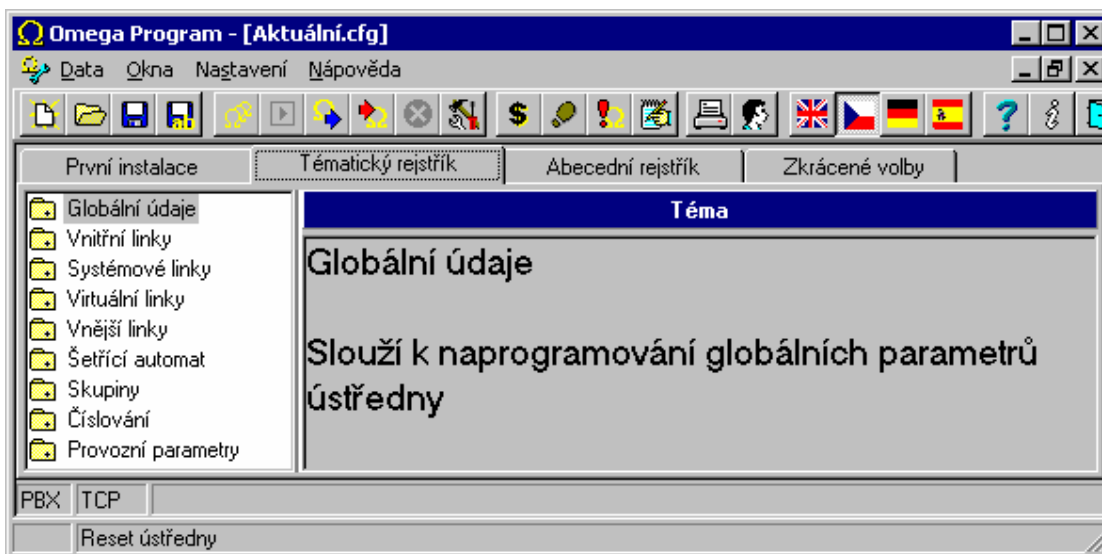 Omega Program - [Aktuální.cfg]
Data Okna Nastavení Nápověda
První instalace Tématický rejstřík Abecední rejstřík Zkrácené volby
Globální údaje
Vnitřní linky
Systémové linky
Virtuální linky
Vnější linky
Šetřící automat
Skupiny
Číslování
Provozní parametry
Téma
Globální údaje
Slouží k naprogramování globálních parametrů
ústředny
PBX TCP
Reset ústředny